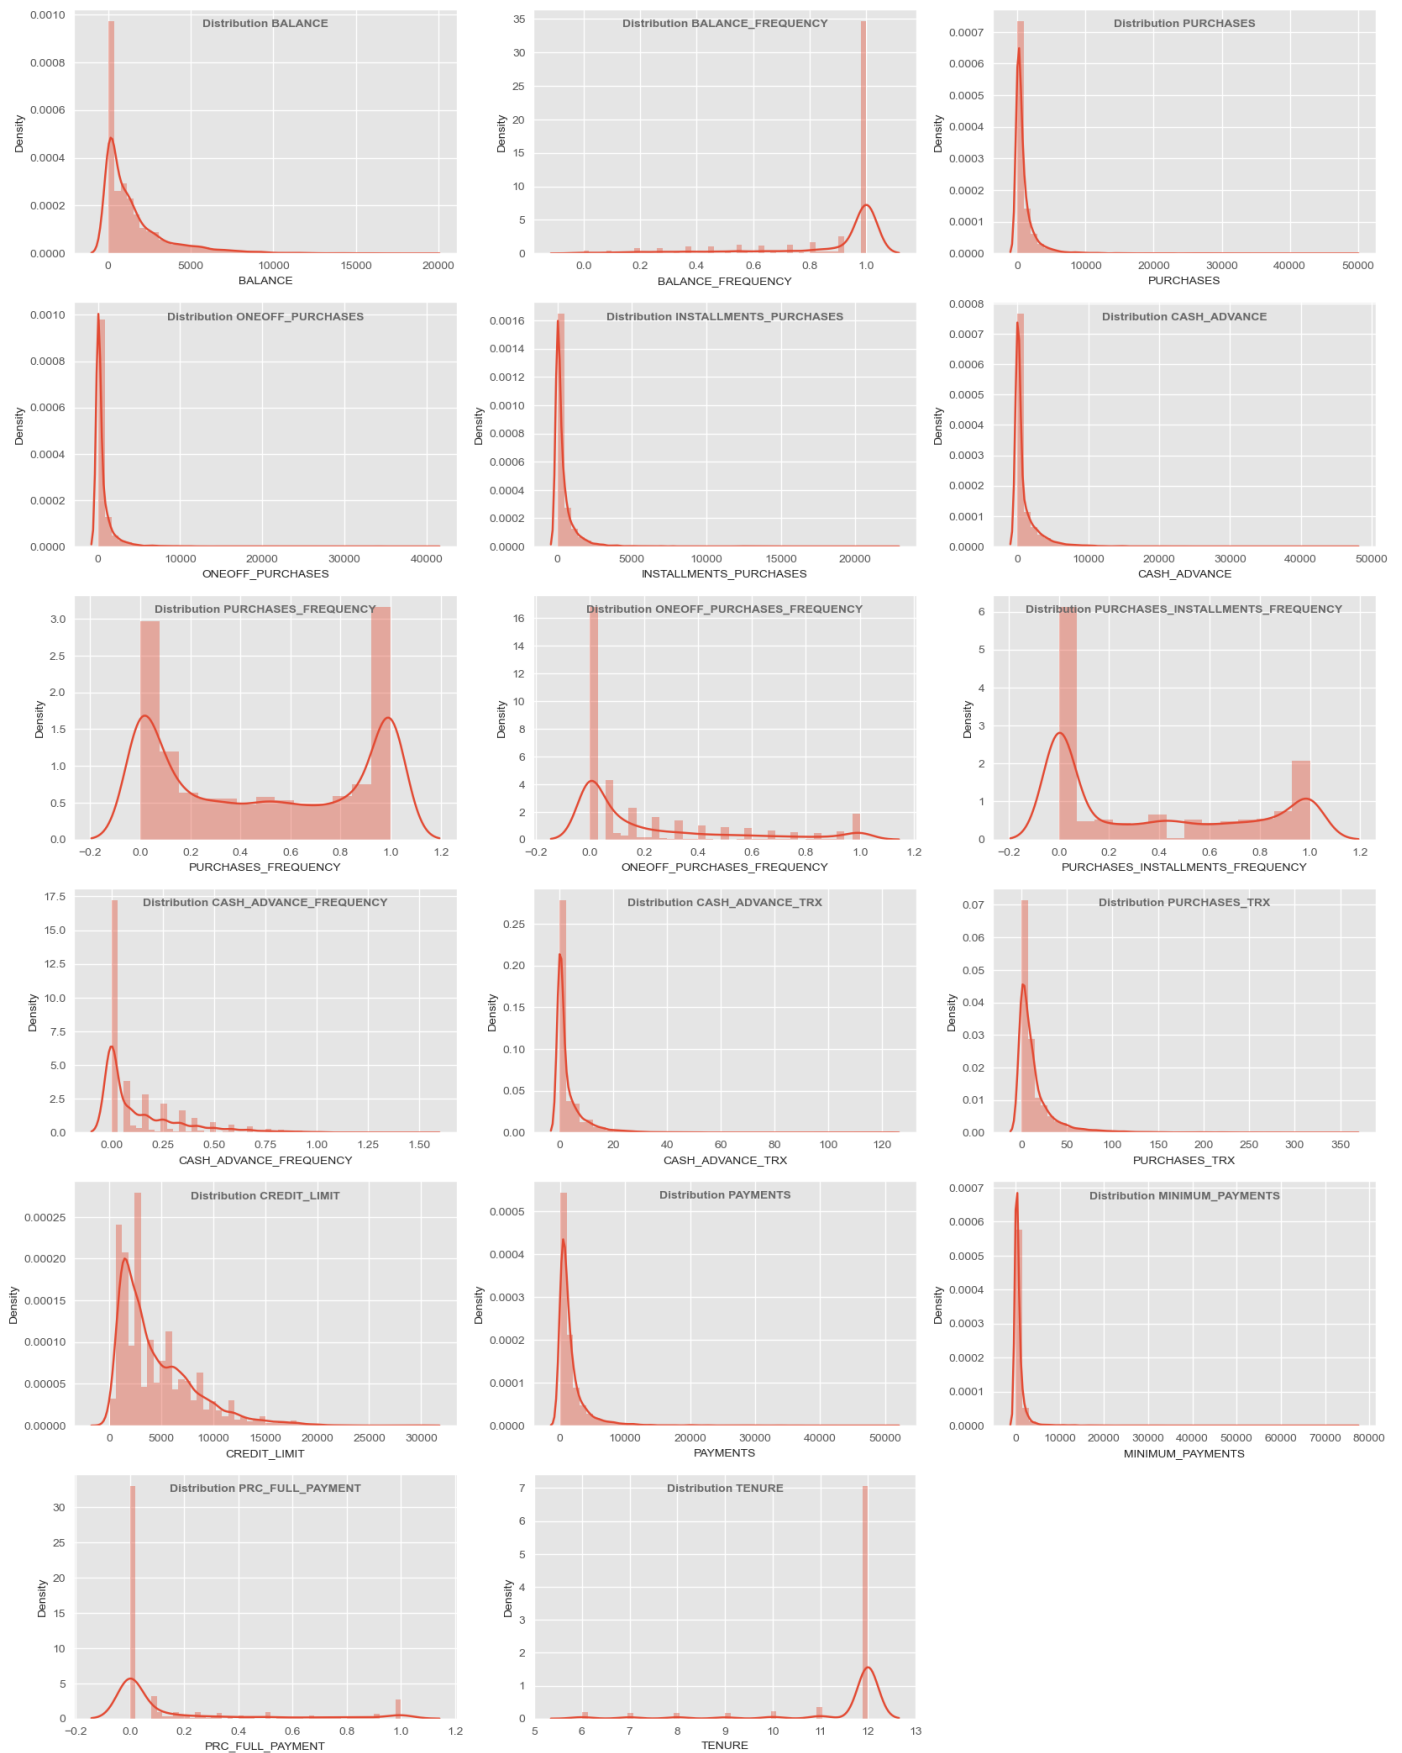 Distribution BALANCE
0.0010
0.0008
0.0006
0.0004
0.0002
0.0000
Density
0 5000 10000 15000 20000
BALANCE
Distribution BALANCE_FREQUENCY
35
30
25
20
15
10
5
0
Density
0.0 0.2 0.4 0.6 0.8 1.0
BALANCE_FREQUENCY
Distribution PURCHASES
0.0007
0.0006
0.0005
0.0004
0.0003
0.0002
0.0001
0.0000
Density
0 10000 20000 30000 40000 50000
PURCHASES
Distribution ONEOFF_PURCHASES
0.0010
0.0008
0.0006
0.0004
0.0002
0.0000
Density
0 10000 20000 30000 40000
ONEOFF_PURCHASES
Distribution INSTALLMENTS_PURCHASES
0.0016
0.0014
0.0012
0.0010
0.0008
0.0006
0.0004
0.0002
0.0000
Density
0 5000 10000 15000 20000
INSTALLMENTS_PURCHASES
Distribution CASH_ADVANCE
0.0008
0.0007
0.0006
0.0005
0.0004
0.0003
0.0002
0.0001
0.0000
Density
0 10000 20000 30000 40000 50000
CASH_ADVANCE
Distribution PURCHASES_FREQUENCY
3.0
2.5
2.0
1.5
1.0
0.5
0.0
Density
−0.2 0.0 0.2 0.4 0.6 0.8 1.0 1.2
PURCHASES_FREQUENCY
Distribution ONEOFF_PURCHASES_FREQUENCY
16
14
12
10
8
6
4
2
0
Density
−0.2 0.0 0.2 0.4 0.6 0.8 1.0 1.2
ONEOFF_PURCHASES_FREQUENCY
Distribution PURCHASES_INSTALLMENTS_FREQUENCY
6
5
4
3
2
1
0
Density
−0.2 0.0 0.2 0.4 0.6 0.8 1.0 1.2
PURCHASES_INSTALLMENTS_FREQUENCY
Distribution CASH_ADVANCE_FREQUENCY
17.5
15.0
12.5
10.0
7.5
5.0
2.5
0.0
Density
0.00 0.25 0.50 0.75 1.00 1.25 1.50
CASH_ADVANCE_FREQUENCY
Distribution CASH_ADVANCE_TRX
0.25
0.20
0.15
0.10
0.05
0.00
Density
0 20 40 60 80 100 120
CASH_ADVANCE_TRX
Distribution PURCHASES_TRX
0.07
0.06
0.05
0.04
0.03
0.02
0.01
0.00
Density
0 50 100 150 200 250 300 350
PURCHASES_TRX
Distribution CREDIT_LIMIT
0.00025
0.00020
0.00015
0.00010
0.00005
0.00000
Density
0 5000 10000 15000 20000 25000 30000
CREDIT_LIMIT
Distribution PAYMENTS
0.0005
0.0004
0.0003
0.0002
0.0001
0.0000
Density
0 10000 20000 30000 40000 50000
PAYMENTS
Distribution MINIMUM_PAYMENTS
0.0007
0.0006
0.0005
0.0004
0.0003
0.0002
0.0001
0.0000
Density
0 10000 20000 30000 40000 50000 60000 70000 80000
MINIMUM_PAYMENTS
Distribution PRC_FULL_PAYMENT
30
25
20
15
10
5
0
Density
−0.2 0.0 0.2 0.4 0.6 0.8 1.0 1.2
PRC_FULL_PAYMENT
Distribution TENURE
7
6
5
4
3
2
1
0
Density
5 6 7 8 9 10 11 12 13
TENURE